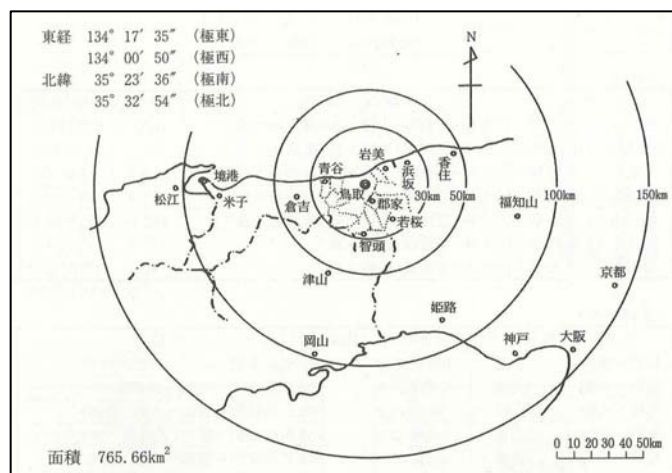 東経 134° 17′ 35″ (極東)
134° 00′ 50″ (極西)
北緯 35° 23′ 36″ (極南)
35° 32′ 54″ (極北)
N
岩美
香住
浜坂
青谷
境港
鳥取
30km
50km
100km
150km
松江
米子
倉吉
郡家
若桜
福知山
智頭
津山
京都
姫路
岡山
神戸
大阪
面積 765.66km²
0 10 20 30 40 50km